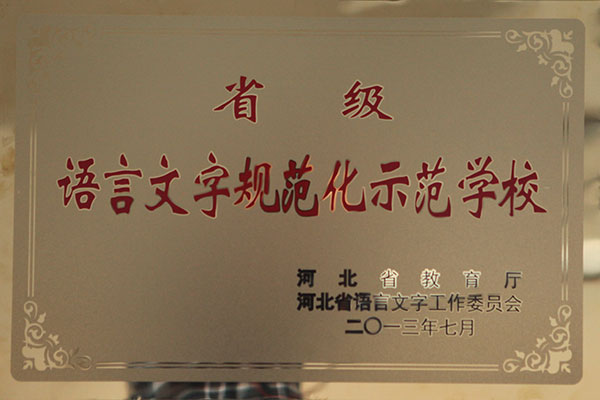 省级
语言文字规范化示范学校
河北省教育厅
河北省语言文字工作委员会
二〇一三年七月